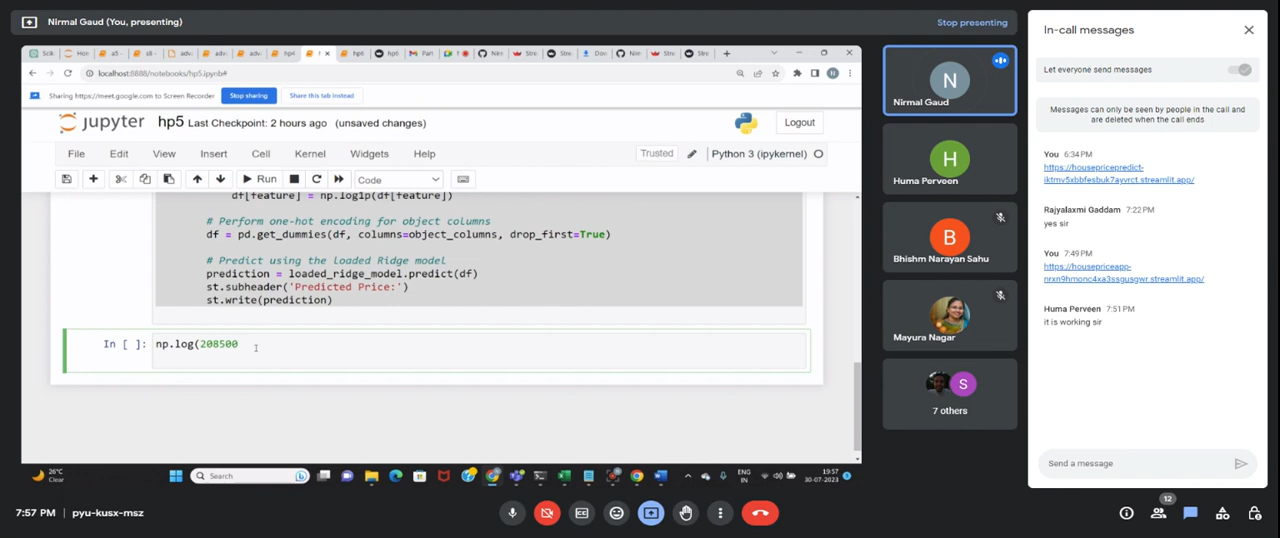 Nirmal Gaud (You, presenting)
Stop presenting
localhost:8888/notebooks/hp5.ipynb#
Sharing https://meet.google.com to Screen Recorder
Stop sharing
Share this tab instead
jupyter hp5 Last Checkpoint: 2 hours ago (unsaved changes)
Logout
File Edit View Insert Cell Kernel Widgets Help
Trusted
Python 3 (ipykernel)
Run
Code
df[feature] = np.log1p(df[feature])
# Perform one-hot encoding for object columns
df = pd.get_dummies(df, columns=object_columns, drop_first=True)
# Predict using the loaded Ridge model
prediction = loaded_ridge_model.predict(df)
st.subheader('Predicted Price:')
st.write(prediction)
In [ ]: np.log(208500
26°C
Clear
Search
ENG
IN
19:57
30-07-2023
N
Nirmal Gaud
H
Huma Perveen
B
Bhishm Narayan Sahu
Mayura Nagar
S
7 others
In-call messages
Let everyone send messages
Messages can only be seen by people in the call and
are deleted when the call ends
You 6:34 PM
https://housepricepredict-
iktmv5xbbfesbuk7ayvrct.streamlit.app/
Rajyalaxmi Gaddam 7:22 PM
yes sir
You 7:49 PM
https://housepriceapp-
nrxn9hmonc4xa3ssgusgwr.streamlit.app/
Huma Perveen 7:51 PM
it is working sir
Send a message
7:57 PM | pyu-kusx-msz
12